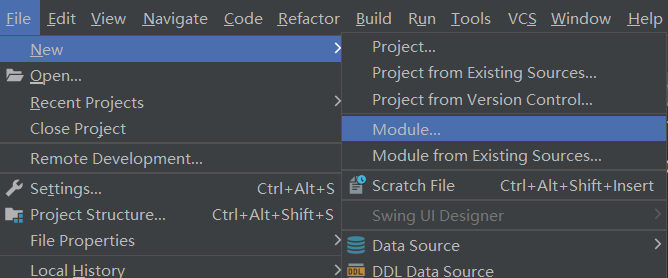 File Edit View Navigate Code Refactor Build Run Tools VCS Window Help
New
Open...
Recent Projects
Close Project
Remote Development...
Settings... Ctrl+Alt+S
Project Structure... Ctrl+Alt+Shift+S
File Properties
Local History
Project...
Project from Existing Sources...
Project from Version Control...
Module...
Module from Existing Sources...
Scratch File Ctrl+Alt+Shift+Insert
Swing UI Designer
Data Source
DDL DDL Data Source